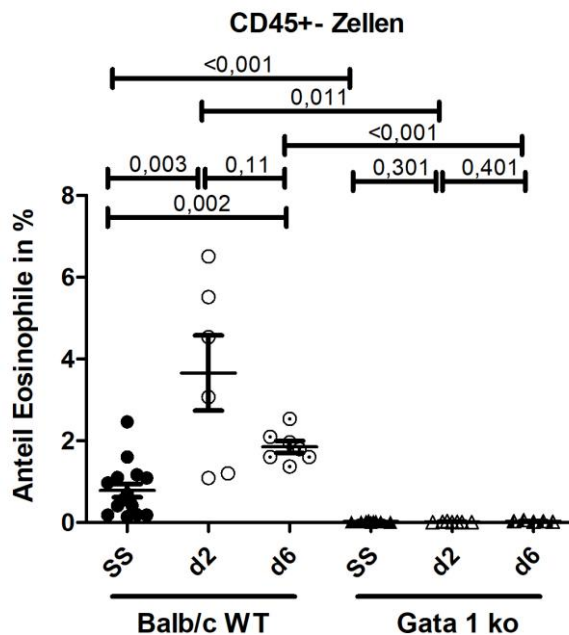 CD45+- Zellen
<0,001
0,011
<0,001
0,003 0,11 0,301 0,401
0,002
8
6
4
2
0
Anteil Eosinophile in %
SS d2 d6 SS d2 d6
Balb/c WT Gata 1 ko